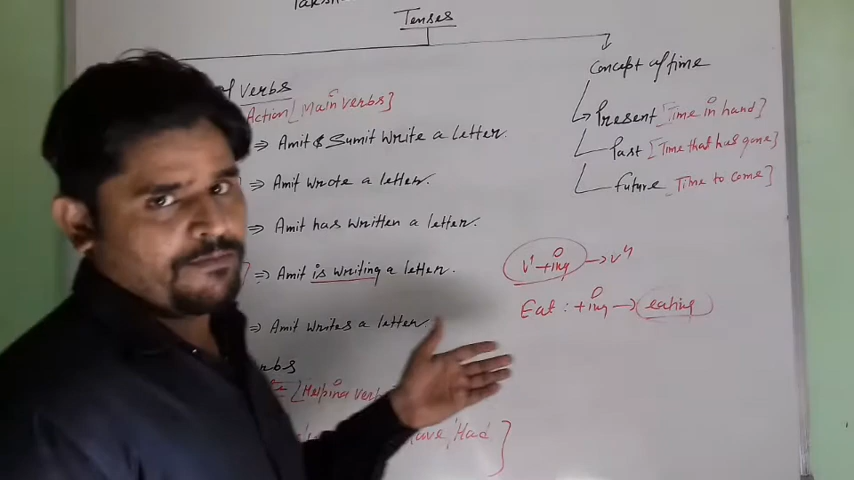 Tenses
of verbs
Action [Main verbs]
⇒ Amit & Sumit write a letter.
⇒ Amit wrote a letter.
⇒ Amit has written a letter.
⇒ Amit is writing a letter.
⇒ Amit writes a letter
[Helping verbs
Have, Had]
Concept of time
→ Present [Time in hand]
Past [Time that has gone]
future [Time to come]
v¹+ing → v⁴
Eat : +ing → eating